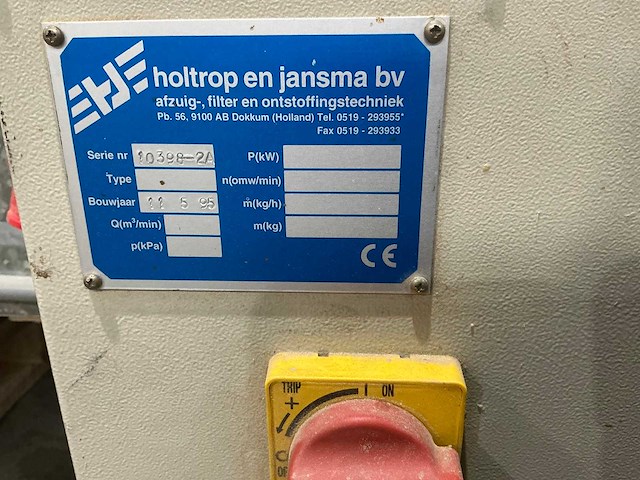 holtrop en jansma bv
afzuig-, filter en ontstoffingstechniek
Pb. 56, 9100 AB Dokkum (Holland) Tel. 0519 - 293955*
Fax 0519 - 293933
Serie nr 10398-2A P(kW)
Type n(omw/min)
Bouwjaar 11 5 95 ṁ(kg/h)
Q(m³/min) m(kg)
p(kPa)
CE
TRIP I ON
+